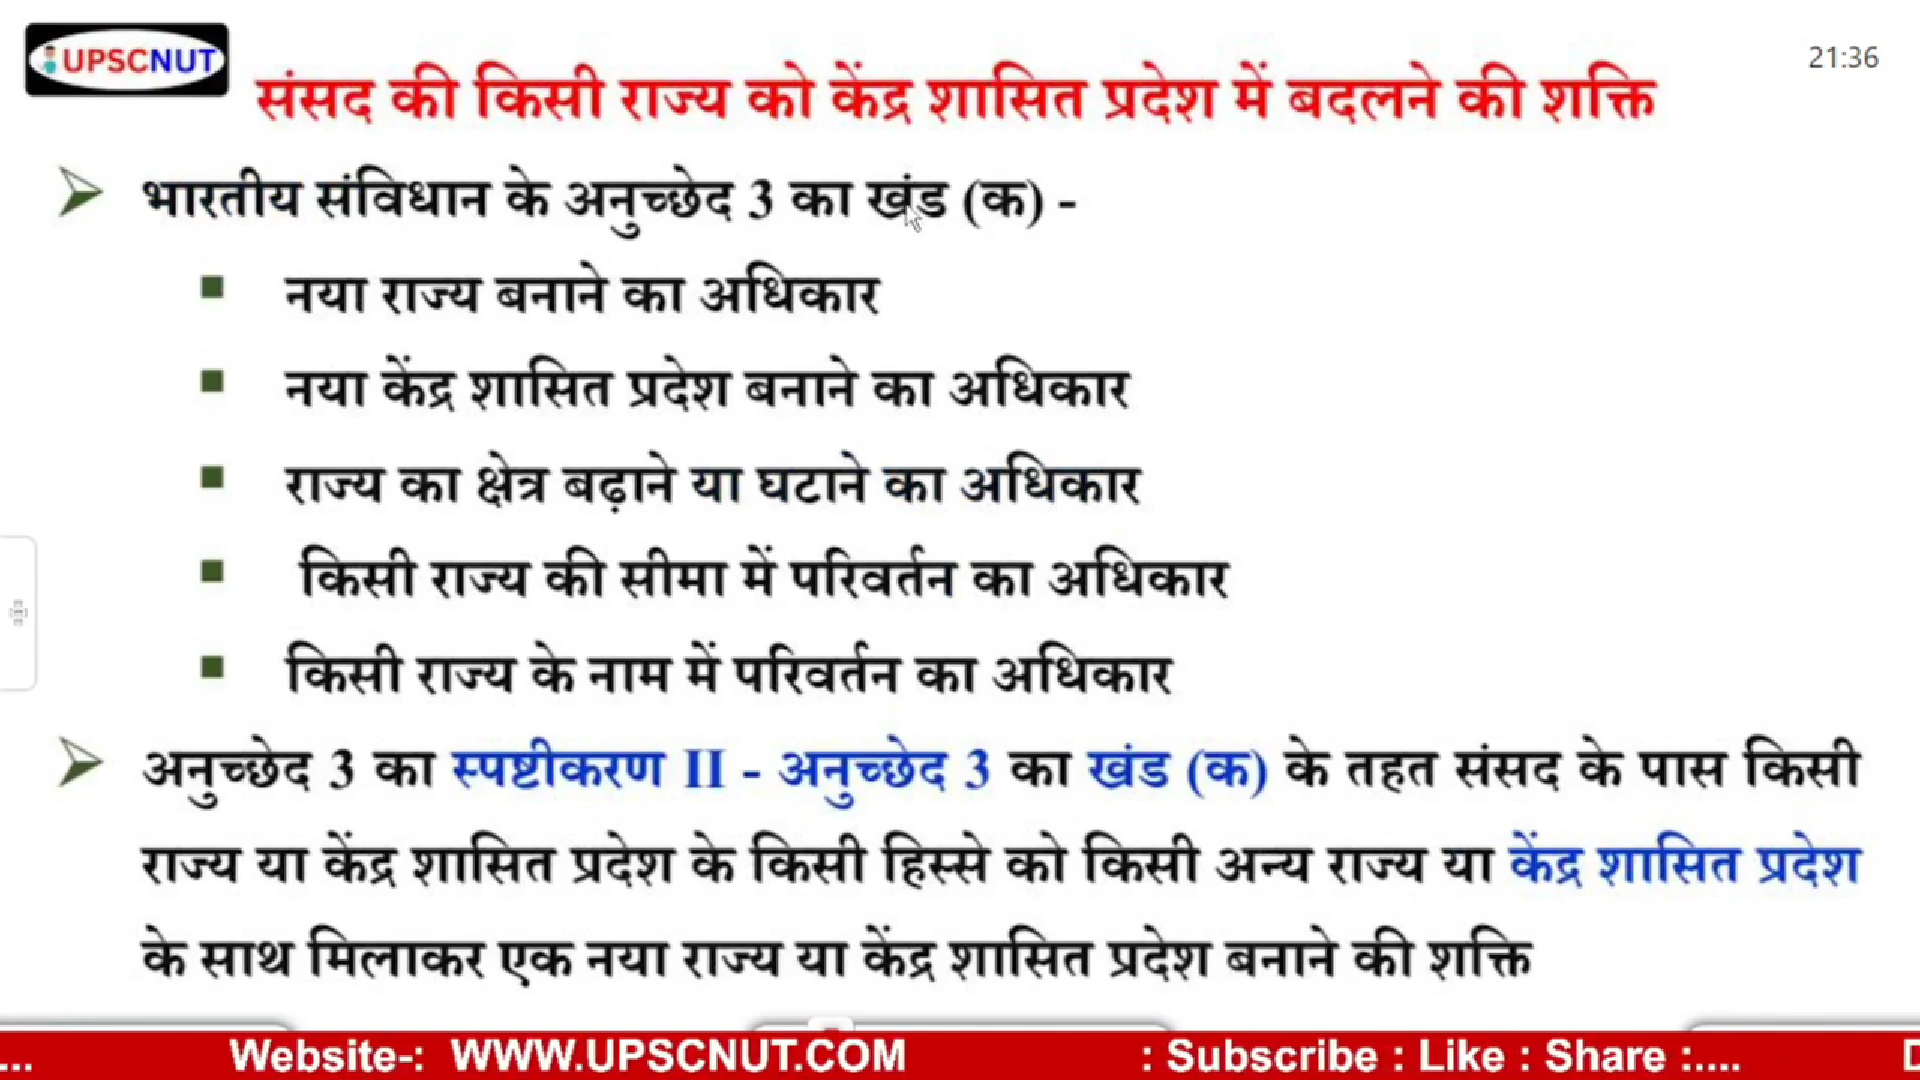 UPSCNUT
21:36
संसद की किसी राज्य को केंद्र शासित प्रदेश में बदलने की शक्ति
भारतीय संविधान के अनुच्छेद 3 का खंड (क) -
नया राज्य बनाने का अधिकार
नया केंद्र शासित प्रदेश बनाने का अधिकार
राज्य का क्षेत्र बढ़ाने या घटाने का अधिकार
किसी राज्य की सीमा में परिवर्तन का अधिकार
किसी राज्य के नाम में परिवर्तन का अधिकार
अनुच्छेद 3 का स्पष्टीकरण II - अनुच्छेद 3 का खंड (क) के तहत संसद के पास किसी
राज्य या केंद्र शासित प्रदेश के किसी हिस्से को किसी अन्य राज्य या केंद्र शासित प्रदेश
के साथ मिलाकर एक नया राज्य या केंद्र शासित प्रदेश बनाने की शक्ति
... Website-: WWW.UPSCNUT.COM : Subscribe : Like : Share :....